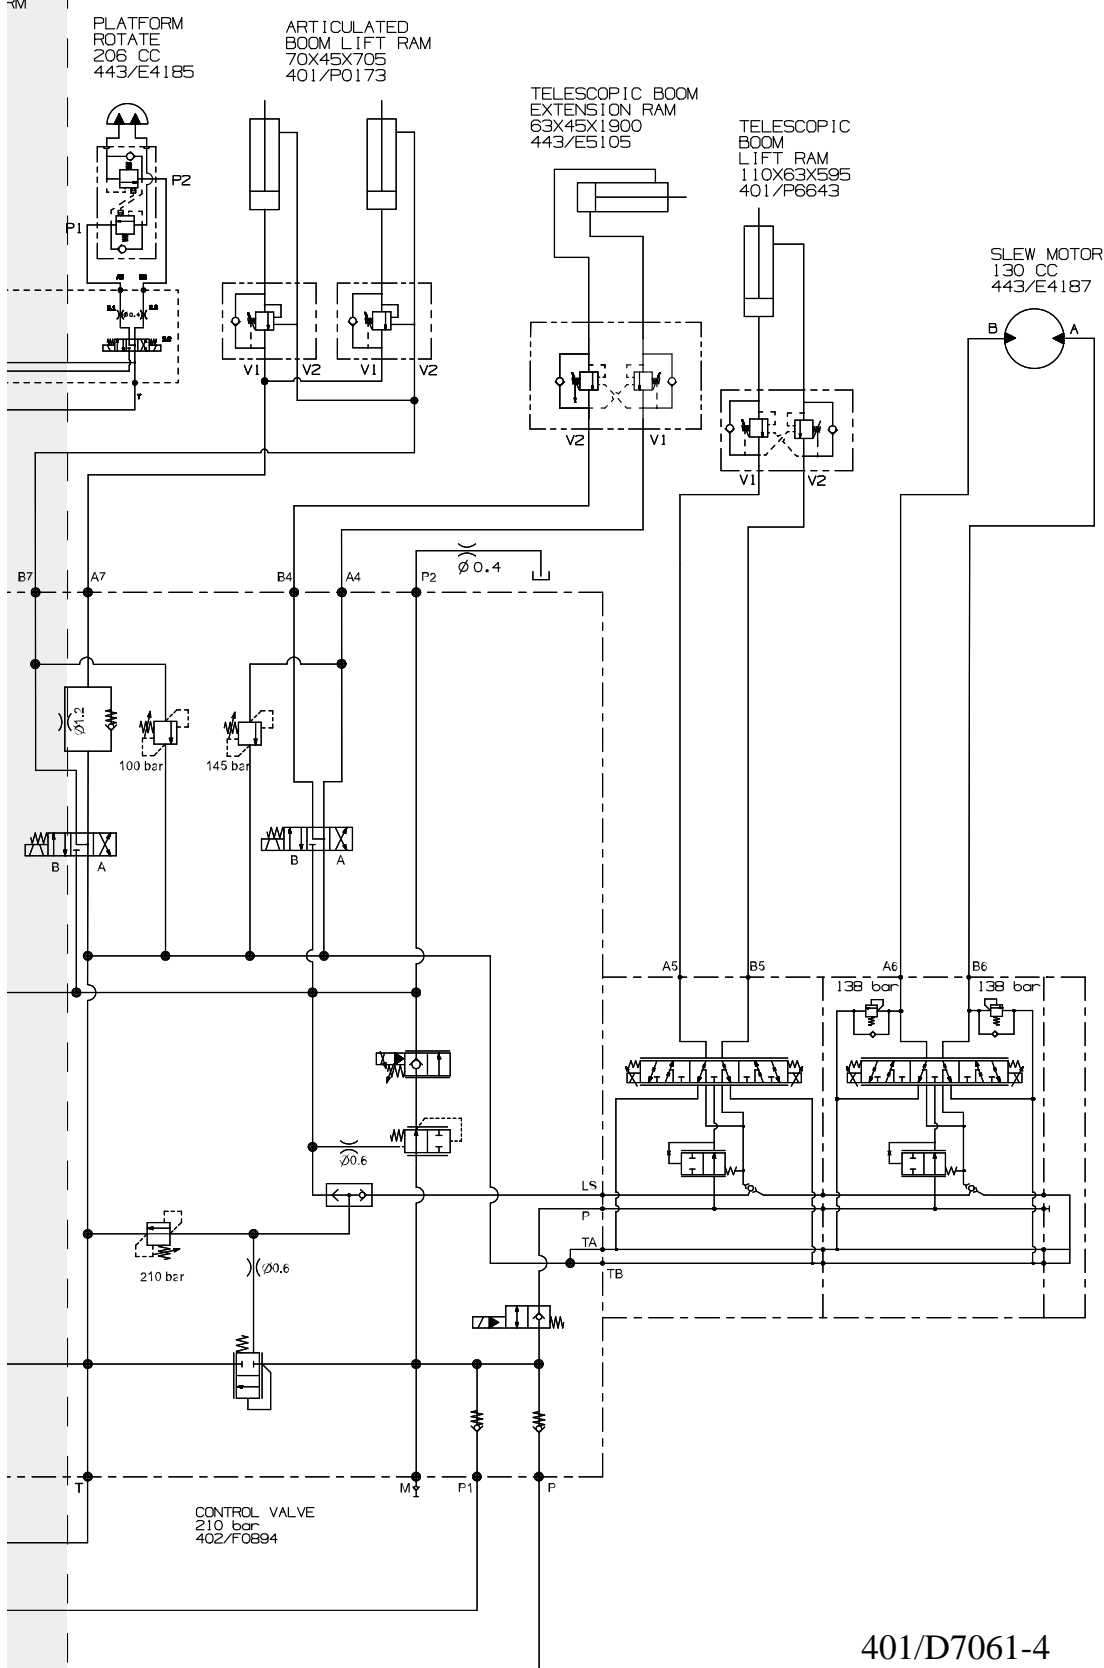 PLATFORM
ROTATE
206 CC
443/E4185
ARTICULATED
BOOM LIFT RAM
70X45X705
401/P0173
TELESCOPIC BOOM
EXTENSION RAM
63X45X1900
443/E5105
TELESCOPIC
BOOM
LIFT RAM
110X63X595
401/P6643
SLEW MOTOR
130 CC
443/E4187
P2
P1
B A
T
V1 V2 V1 V2
V2 V1
V1 V2
Ø 0.4
B7 A7 B4 A4 P2
Ø1.2
100 bar 145 bar
B A B A
A5 B5 A6 B6
138 bar 138 bar
Ø0.6
LS
P
TA
TB
210 bar
Ø0.6
T M P1 P
CONTROL VALVE
210 bar
402/F0894
401/D7061-4